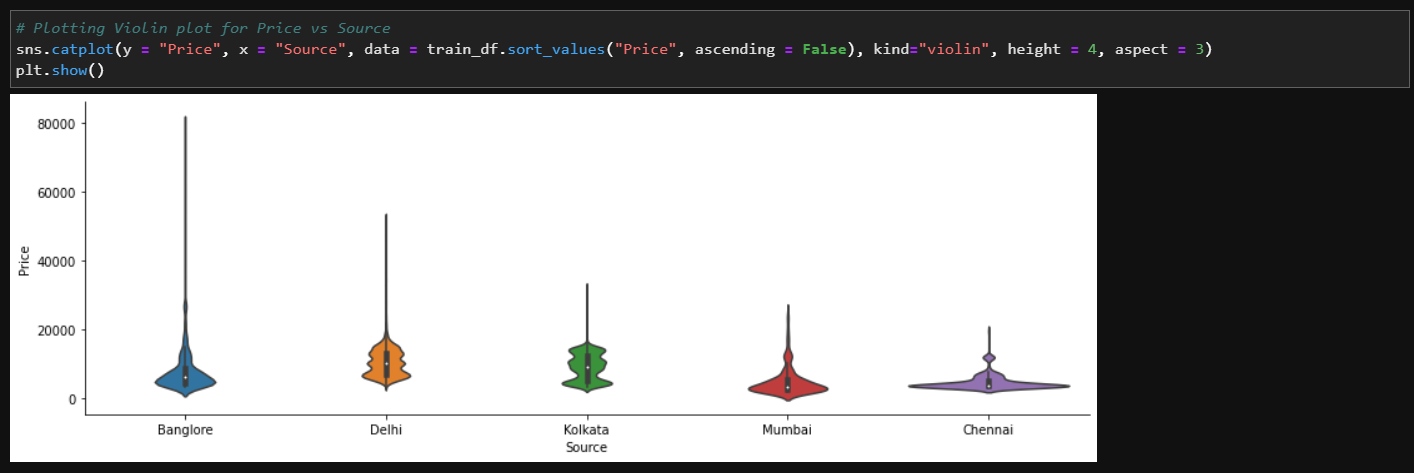 # Plotting Violin plot for Price vs Source
sns.catplot(y = "Price", x = "Source", data = train_df.sort_values("Price", ascending = False), kind="violin", height = 4, aspect = 3)
plt.show()
80000
60000
40000
20000
0
Price
Banglore Delhi Kolkata Mumbai Chennai
Source